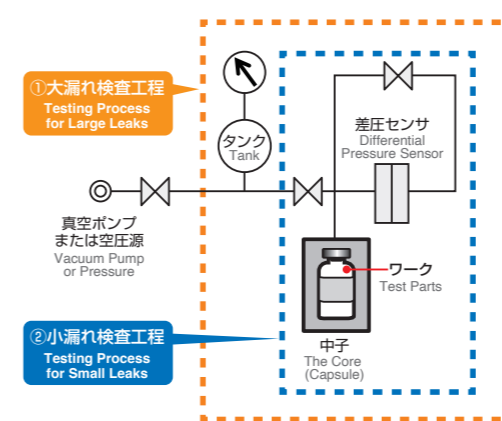 ①大漏れ検査工程
Testing Process
for Large Leaks
タンク
Tank
差圧センサ
Differential
Pressure Sensor
真空ポンプ
または空圧源
Vacuum Pump
or Pressure
ワーク
Test Parts
②小漏れ検査工程
Testing Process
for Small Leaks
中子
The Core
(Capsule)